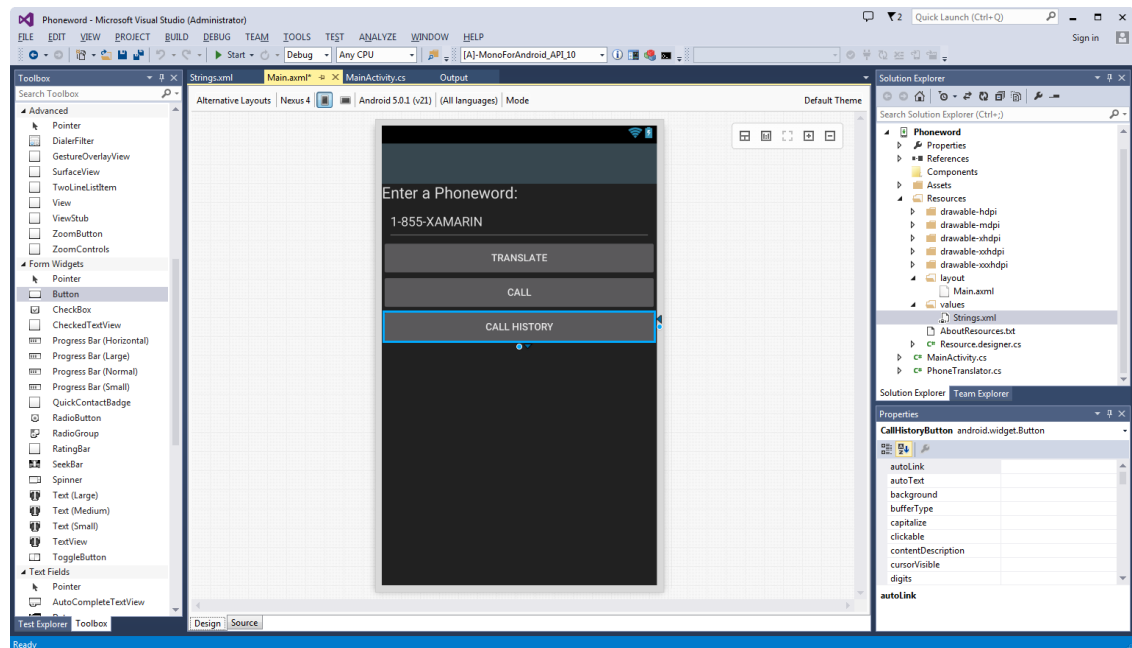 Phoneword - Microsoft Visual Studio (Administrator)
2
Quick Launch (Ctrl+Q)
FILE EDIT VIEW PROJECT BUILD DEBUG TEAM TOOLS TEST ANALYZE WINDOW HELP
Sign in
Start
Debug
Any CPU
[A]-MonoForAndroid_API_10
Toolbox
Search Toolbox
Advanced
Pointer
DialerFilter
GestureOverlayView
SurfaceView
TwoLineListItem
View
ViewStub
ZoomButton
ZoomControls
Form Widgets
Pointer
Button
CheckBox
CheckedTextView
Progress Bar (Horizontal)
Progress Bar (Large)
Progress Bar (Normal)
Progress Bar (Small)
QuickContactBadge
RadioButton
RadioGroup
RatingBar
SeekBar
Spinner
Text (Large)
Text (Medium)
Text (Small)
TextView
ToggleButton
Text Fields
Pointer
AutoCompleteTextView
Test Explorer Toolbox
Strings.xml Main.axml* MainActivity.cs Output
Alternative Layouts Nexus 4 Android 5.0.1 (v21) (All languages) Mode Default Theme
Enter a Phoneword:
1-855-XAMARIN
TRANSLATE
CALL
CALL HISTORY
Design Source
Solution Explorer
Search Solution Explorer (Ctrl+;)
Phoneword
Properties
References
Components
Assets
Resources
drawable-hdpi
drawable-mdpi
drawable-xhdpi
drawable-xxhdpi
drawable-xxxhdpi
layout
Main.axml
values
Strings.xml
AboutResources.txt
C# Resource.designer.cs
C# MainActivity.cs
C# PhoneTranslator.cs
Solution Explorer Team Explorer
Properties
CallHistoryButton android.widget.Button
autoLink
autoText
background
bufferType
capitalize
clickable
contentDescription
cursorVisible
digits
autoLink
Ready